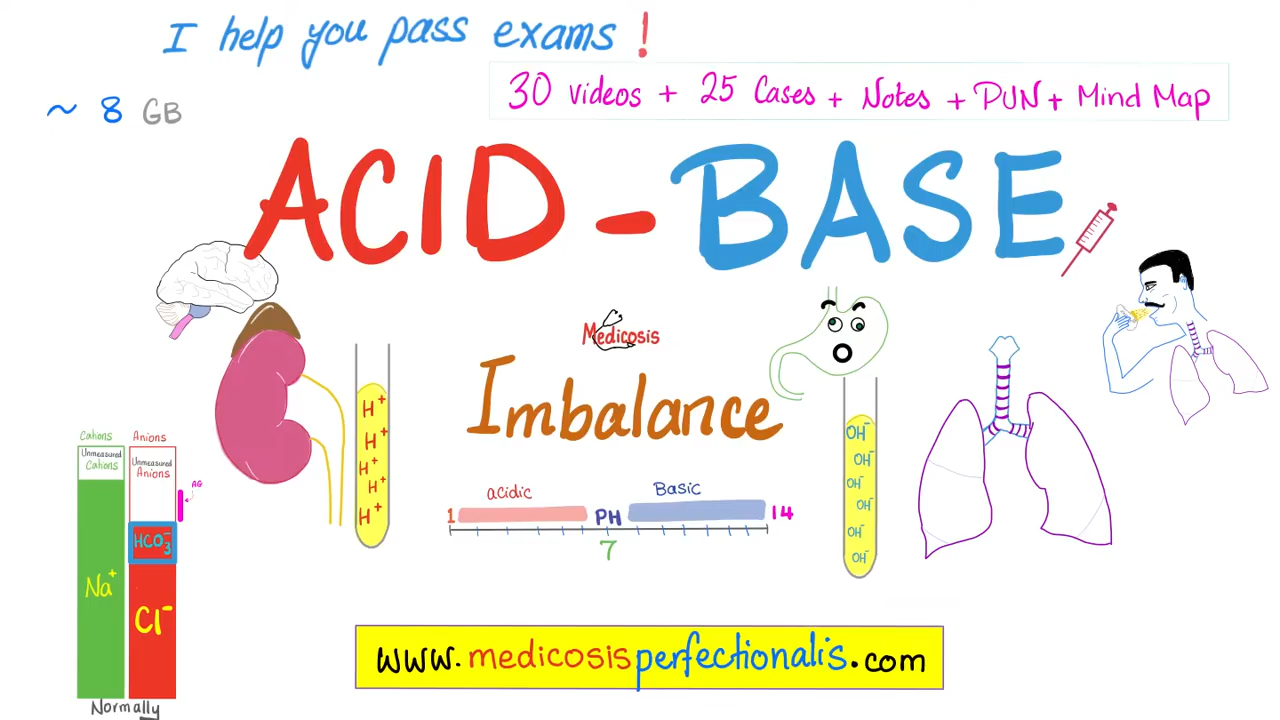 I help you pass exams !
30 videos + 25 Cases + Notes + PUN + Mind Map
~ 8 GB
ACID - BASE
Medicosis
Imbalance
H+
H+
H+
H+
H+
OH-
OH-
OH-
OH-
OH-
OH-
Cations Anions
Unmeasured Cations
Unmeasured Anions
AG
HCO3-
Na+
Cl-
Normally
acidic Basic
1 PH 14
7
www.medicosisperfectionalis.com